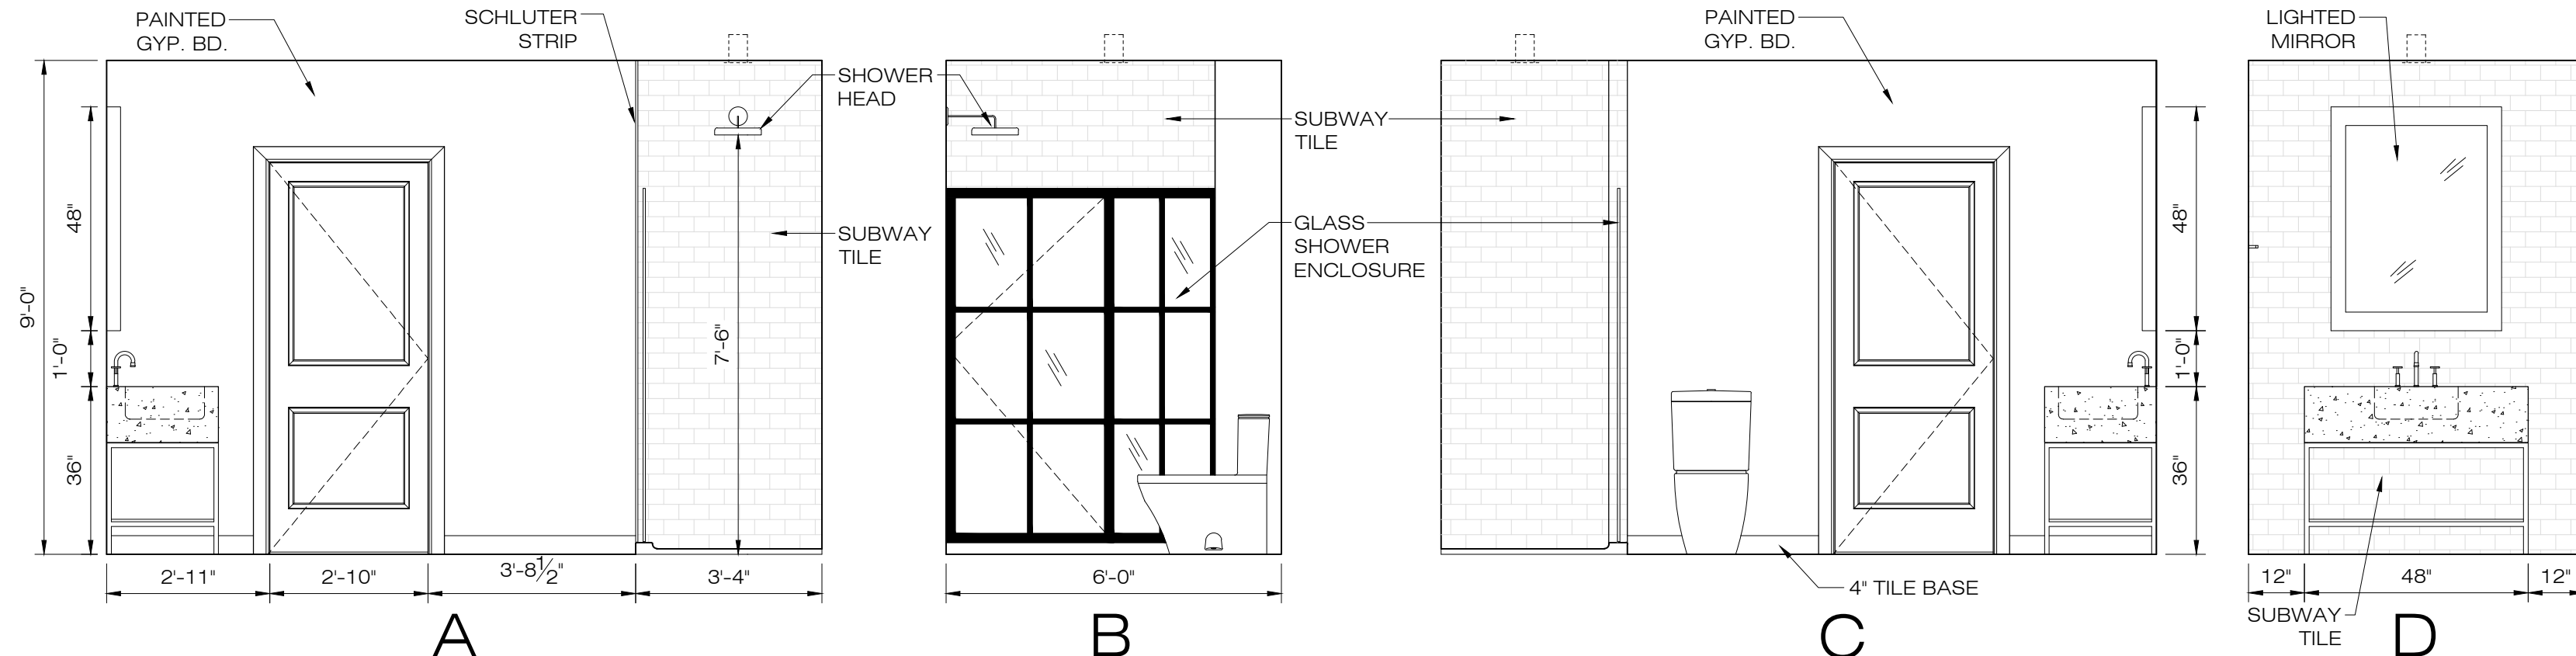 PAINTED
GYP. BD.
SCHLUTER
STRIP
SHOWER
HEAD
SUBWAY
TILE
9'-0"
48"
1'-0"
36"
7'-6"
2'-11"
2'-10"
3'-8 1/2"
3'-4"
A
SUBWAY
TILE
GLASS
SHOWER
ENCLOSURE
6'-0"
B
PAINTED
GYP. BD.
48"
1'-0"
36"
4" TILE BASE
C
LIGHTED
MIRROR
12"
48"
12"
SUBWAY
TILE
D